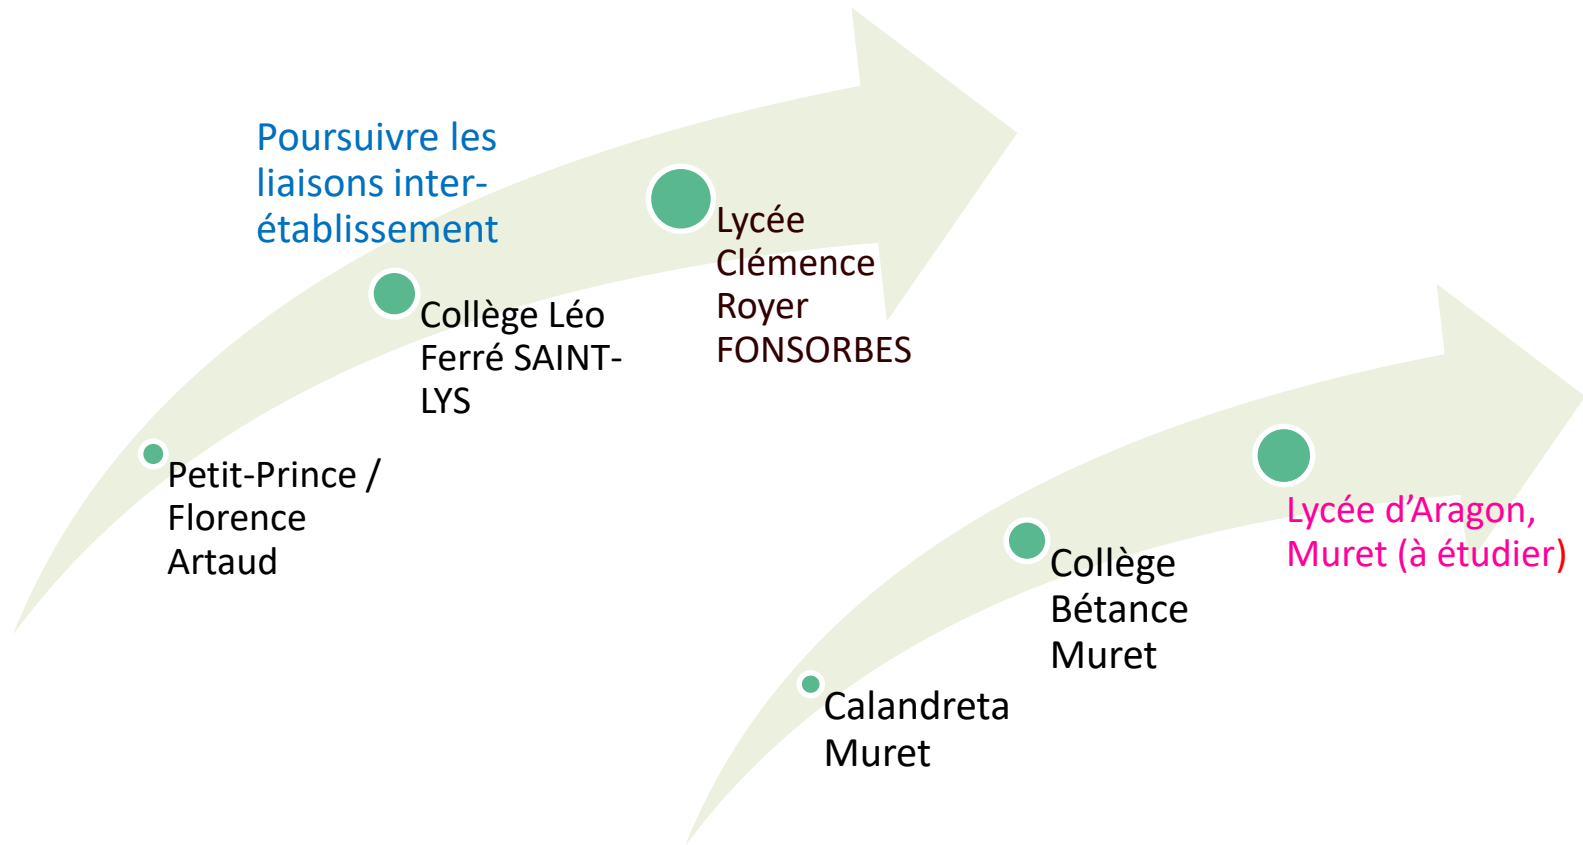 Poursuivre les
liaisons inter-
établissement
Lycée
Clémence
Royer
FONSORBES
Collège Léo
Ferré SAINT-
LYS
Petit-Prince /
Florence
Artaud
Lycée d’Aragon,
Muret (à étudier)
Collège
Bétance
Muret
Calandreta
Muret